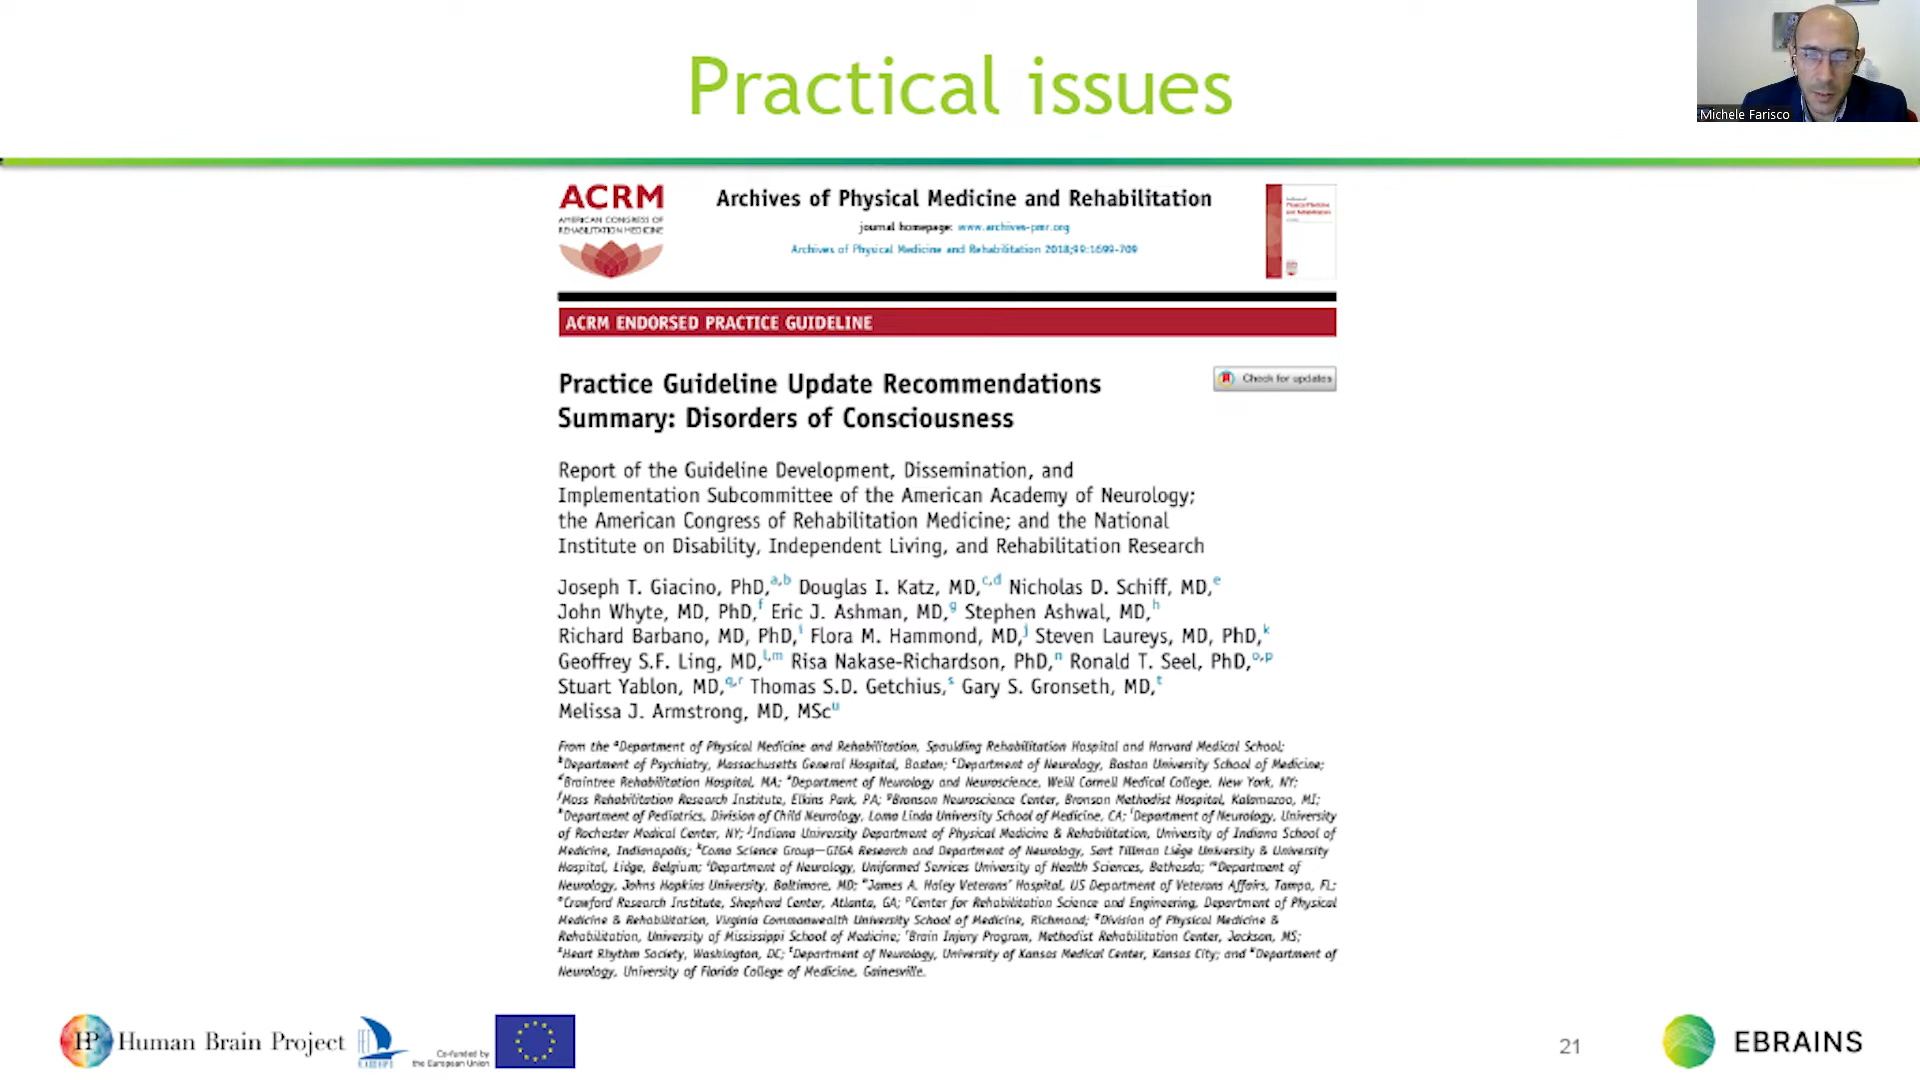 Practical issues
Michele Farisco
ACRM
AMERICAN CONGRESS OF
REHABILITATION MEDICINE
Archives of Physical Medicine and Rehabilitation
journal homepage: www.archives-pmr.org
Archives of Physical Medicine and Rehabilitation 2018;99:1699-709
ACRM ENDORSED PRACTICE GUIDELINE
Practice Guideline Update Recommendations
Summary: Disorders of Consciousness
Check for updates
Report of the Guideline Development, Dissemination, and
Implementation Subcommittee of the American Academy of Neurology;
the American Congress of Rehabilitation Medicine; and the National
Institute on Disability, Independent Living, and Rehabilitation Research
Joseph T. Giacino, PhD,a,b Douglas I. Katz, MD,c,d Nicholas D. Schiff, MD,e
John Whyte, MD, PhD,f Eric J. Ashman, MD,g Stephen Ashwal, MD,h
Richard Barbano, MD, PhD,i Flora M. Hammond, MD,j Steven Laureys, MD, PhD,k
Geoffrey S.F. Ling, MD,l,m Risa Nakase-Richardson, PhD,n Ronald T. Seel, PhD,o,p
Stuart Yablon, MD,q,r Thomas S.D. Getchius,s Gary S. Gronseth, MD,t
Melissa J. Armstrong, MD, MScu
From the aDepartment of Physical Medicine and Rehabilitation, Spaulding Rehabilitation Hospital and Harvard Medical School;
bDepartment of Psychiatry, Massachusetts General Hospital, Boston; cDepartment of Neurology, Boston University School of Medicine;
dBraintree Rehabilitation Hospital, MA; eDepartment of Neurology and Neuroscience, Weill Cornell Medical College, New York, NY;
fMoss Rehabilitation Research Institute, Elkins Park, PA; gBronson Neuroscience Center, Bronson Methodist Hospital, Kalamazoo, MI;
hDepartment of Pediatrics, Division of Child Neurology, Loma Linda University School of Medicine, CA; iDepartment of Neurology, University
of Rochester Medical Center, NY; jIndiana University Department of Physical Medicine & Rehabilitation, University of Indiana School of
Medicine, Indianapolis; kComa Science Group—GIGA Research and Department of Neurology, Sart Tillman Liège University & University
Hospital, Liège, Belgium; lDepartment of Neurology, Uniformed Services University of Health Sciences, Bethesda; mDepartment of
Neurology, Johns Hopkins University, Baltimore, MD; nJames A. Haley Veterans' Hospital, US Department of Veterans Affairs, Tampa, FL;
oCrawford Research Institute, Shepherd Center, Atlanta, GA; pCenter for Rehabilitation Science and Engineering, Department of Physical
Medicine & Rehabilitation, Virginia Commonwealth University School of Medicine, Richmond; qDivision of Physical Medicine &
Rehabilitation, University of Mississippi School of Medicine; rBrain Injury Program, Methodist Rehabilitation Center, Jackson, MS;
sHeart Rhythm Society, Washington, DC; tDepartment of Neurology, University of Kansas Medical Center, Kansas City; and uDepartment of
Neurology, University of Florida College of Medicine, Gainesville.
HP Human Brain Project
Co-funded by
the European Union
21
EBRAINS